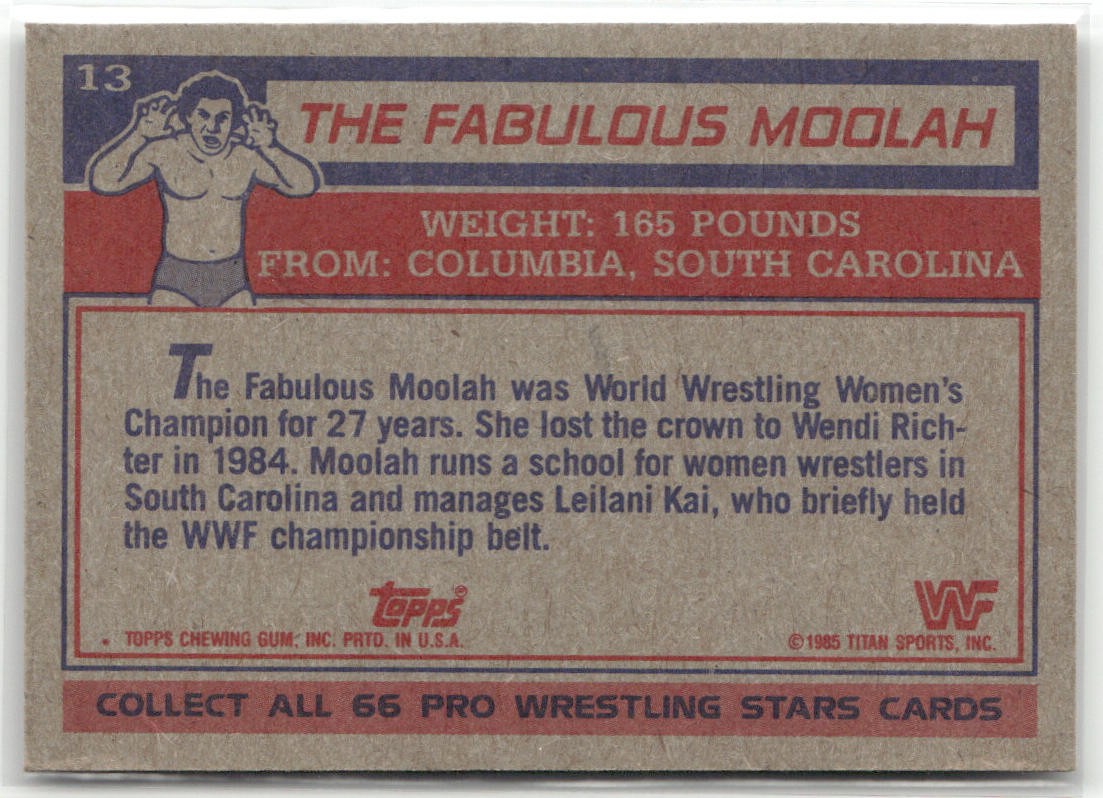 13
THE FABULOUS MOOLAH
WEIGHT: 165 POUNDS
FROM: COLUMBIA, SOUTH CAROLINA
The Fabulous Moolah was World Wrestling Women's
Champion for 27 years. She lost the crown to Wendi Rich-
ter in 1984. Moolah runs a school for women wrestlers in
South Carolina and manages Leilani Kai, who briefly held
the WWF championship belt.
topps® WF
* TOPPS CHEWING GUM, INC. PRTD. IN U.S.A. ©1985 TITAN SPORTS, INC.
COLLECT ALL 66 PRO WRESTLING STARS CARDS